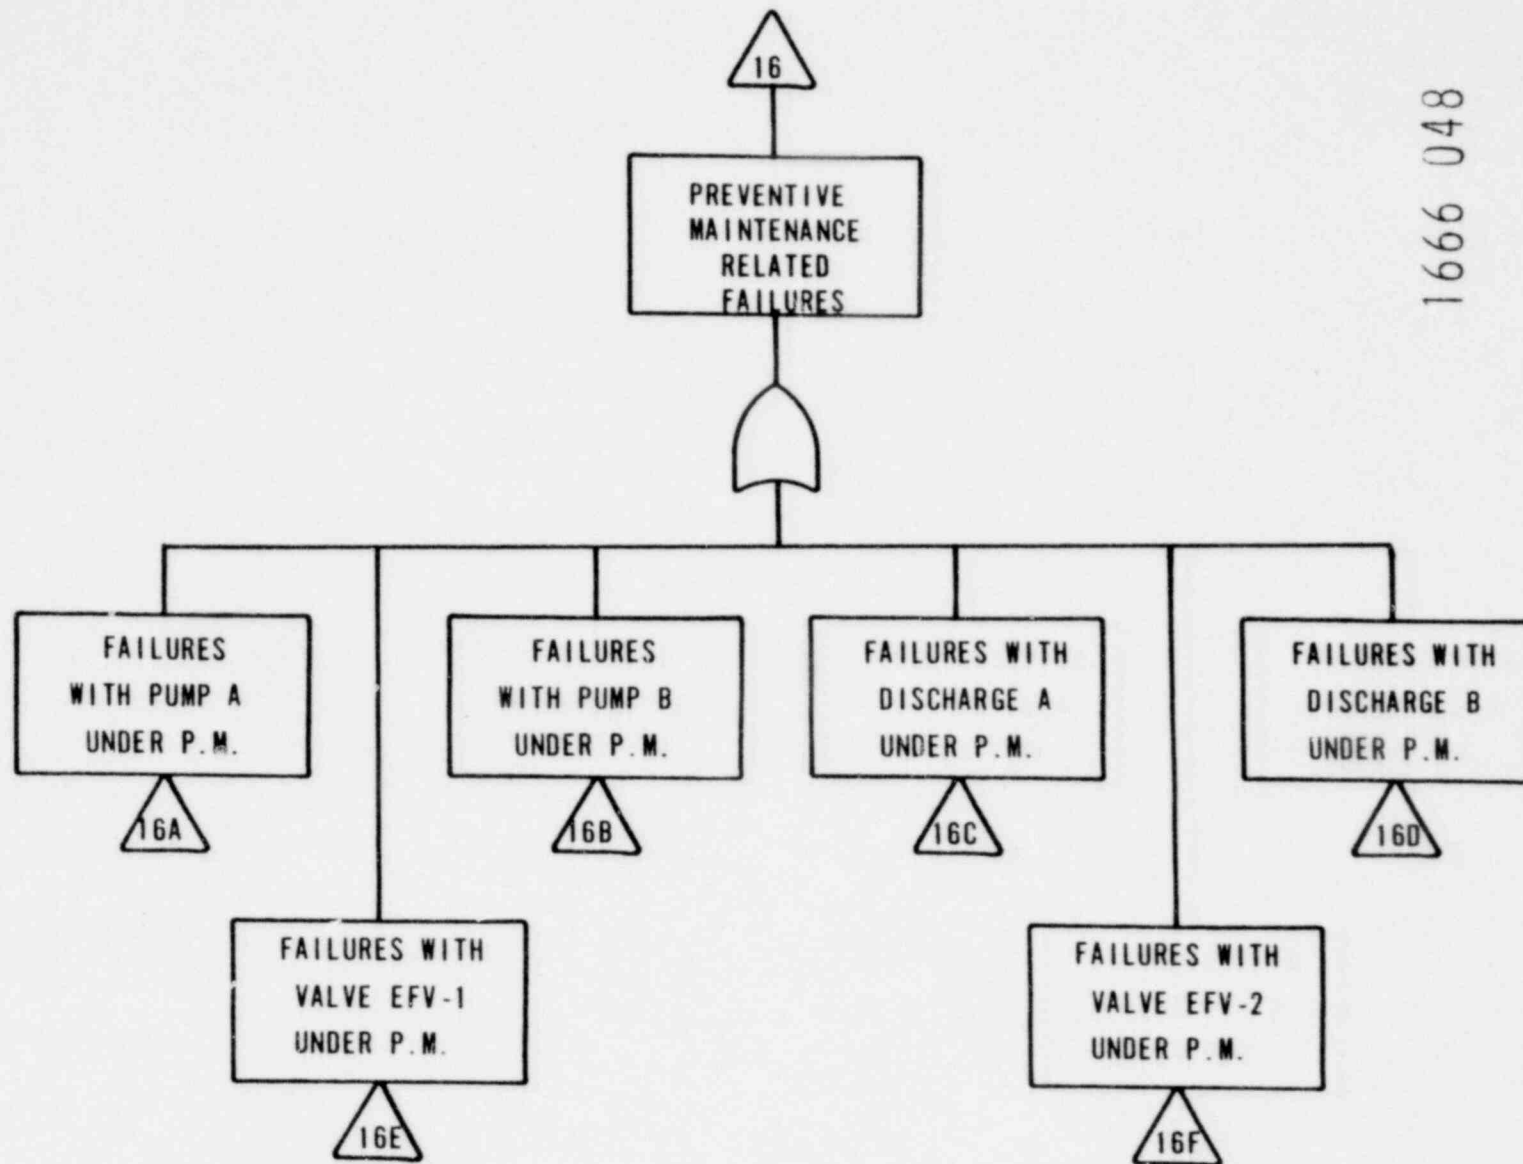 16
1666 048
PREVENTIVE
MAINTENANCE
RELATED
FAILURES
FAILURES
WITH PUMP A
UNDER P.M.
16A
FAILURES
WITH PUMP B
UNDER P.M.
16B
FAILURES WITH
DISCHARGE A
UNDER P.M.
16C
FAILURES WITH
DISCHARGE B
UNDER P.M.
16D
FAILURES WITH
VALVE EFV-1
UNDER P.M.
16E
FAILURES WITH
VALVE EFV-2
UNDER P.M.
16F